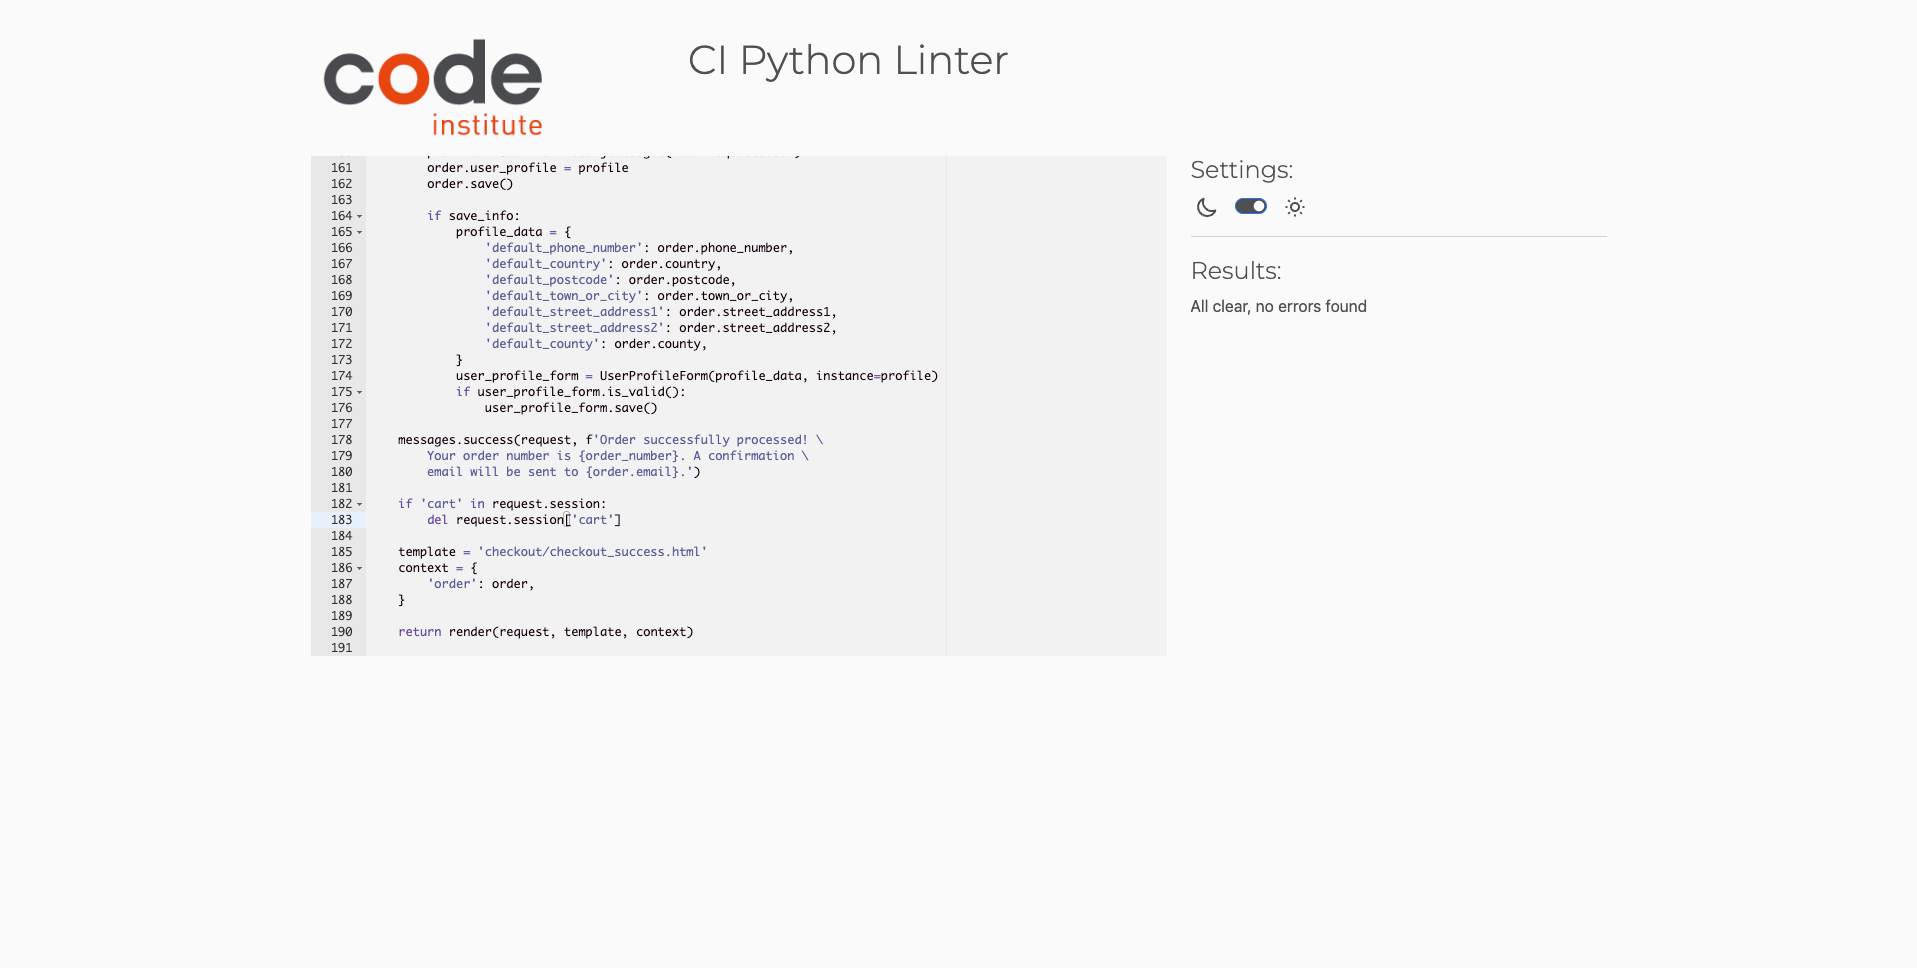 code
institute
CI Python Linter
161 order.user_profile = profile
162 order.save()
163
164 if save_info:
165 profile_data = {
166 'default_phone_number': order.phone_number,
167 'default_country': order.country,
168 'default_postcode': order.postcode,
169 'default_town_or_city': order.town_or_city,
170 'default_street_address1': order.street_address1,
171 'default_street_address2': order.street_address2,
172 'default_county': order.county,
173 }
174 user_profile_form = UserProfileForm(profile_data, instance=profile)
175 if user_profile_form.is_valid():
176 user_profile_form.save()
177
178 messages.success(request, f'Order successfully processed! \
179 Your order number is {order_number}. A confirmation \
180 email will be sent to {order.email}.')
181
182 if 'cart' in request.session:
183 del request.session['cart']
184
185 template = 'checkout/checkout_success.html'
186 context = {
187 'order': order,
188 }
189
190 return render(request, template, context)
191
Settings:
Results:
All clear, no errors found